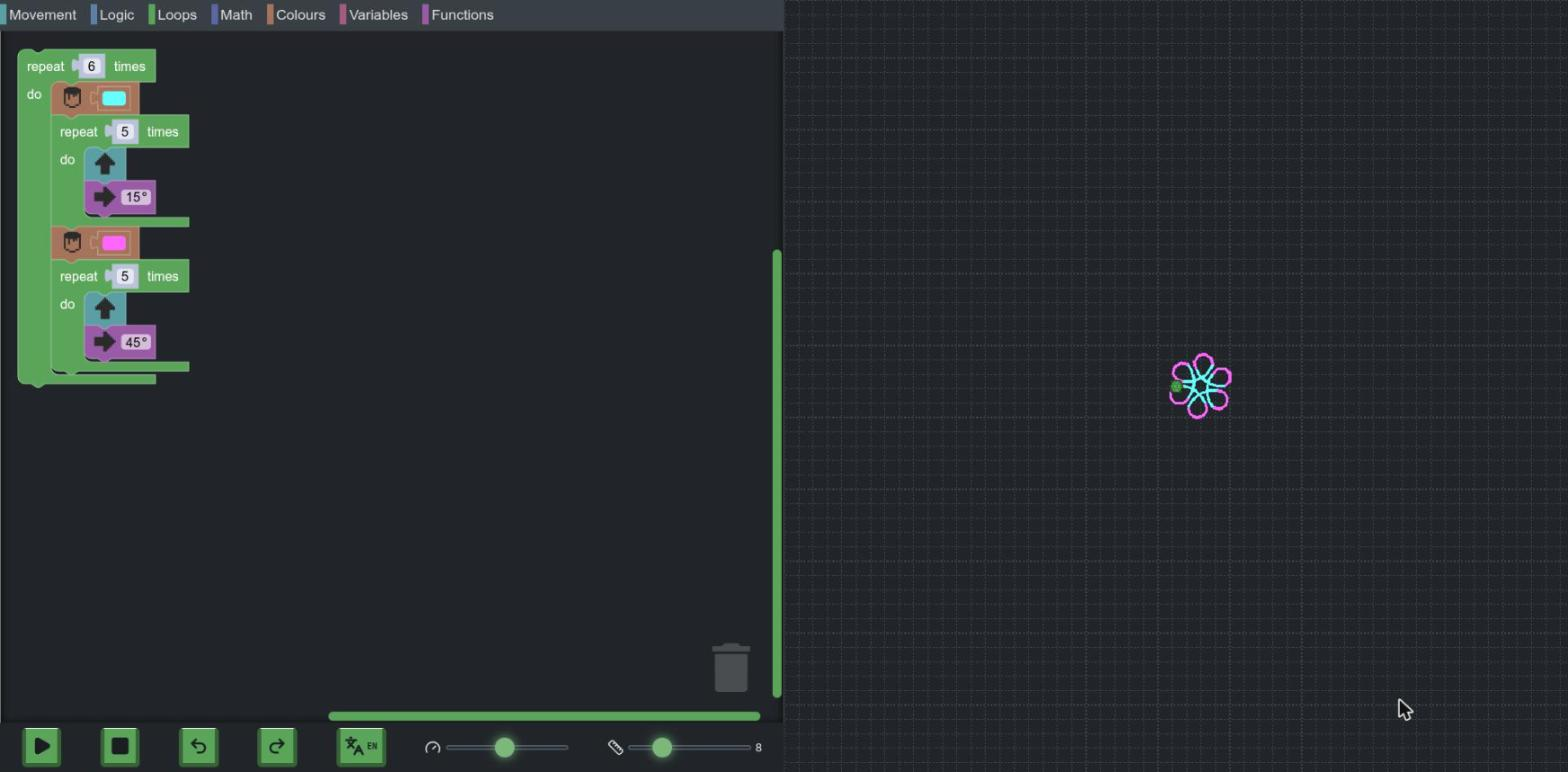 Movement Logic Loops Math Colours Variables Functions
repeat 6 times
do
repeat 5 times
do
15°
repeat 5 times
do
45°
EN
8